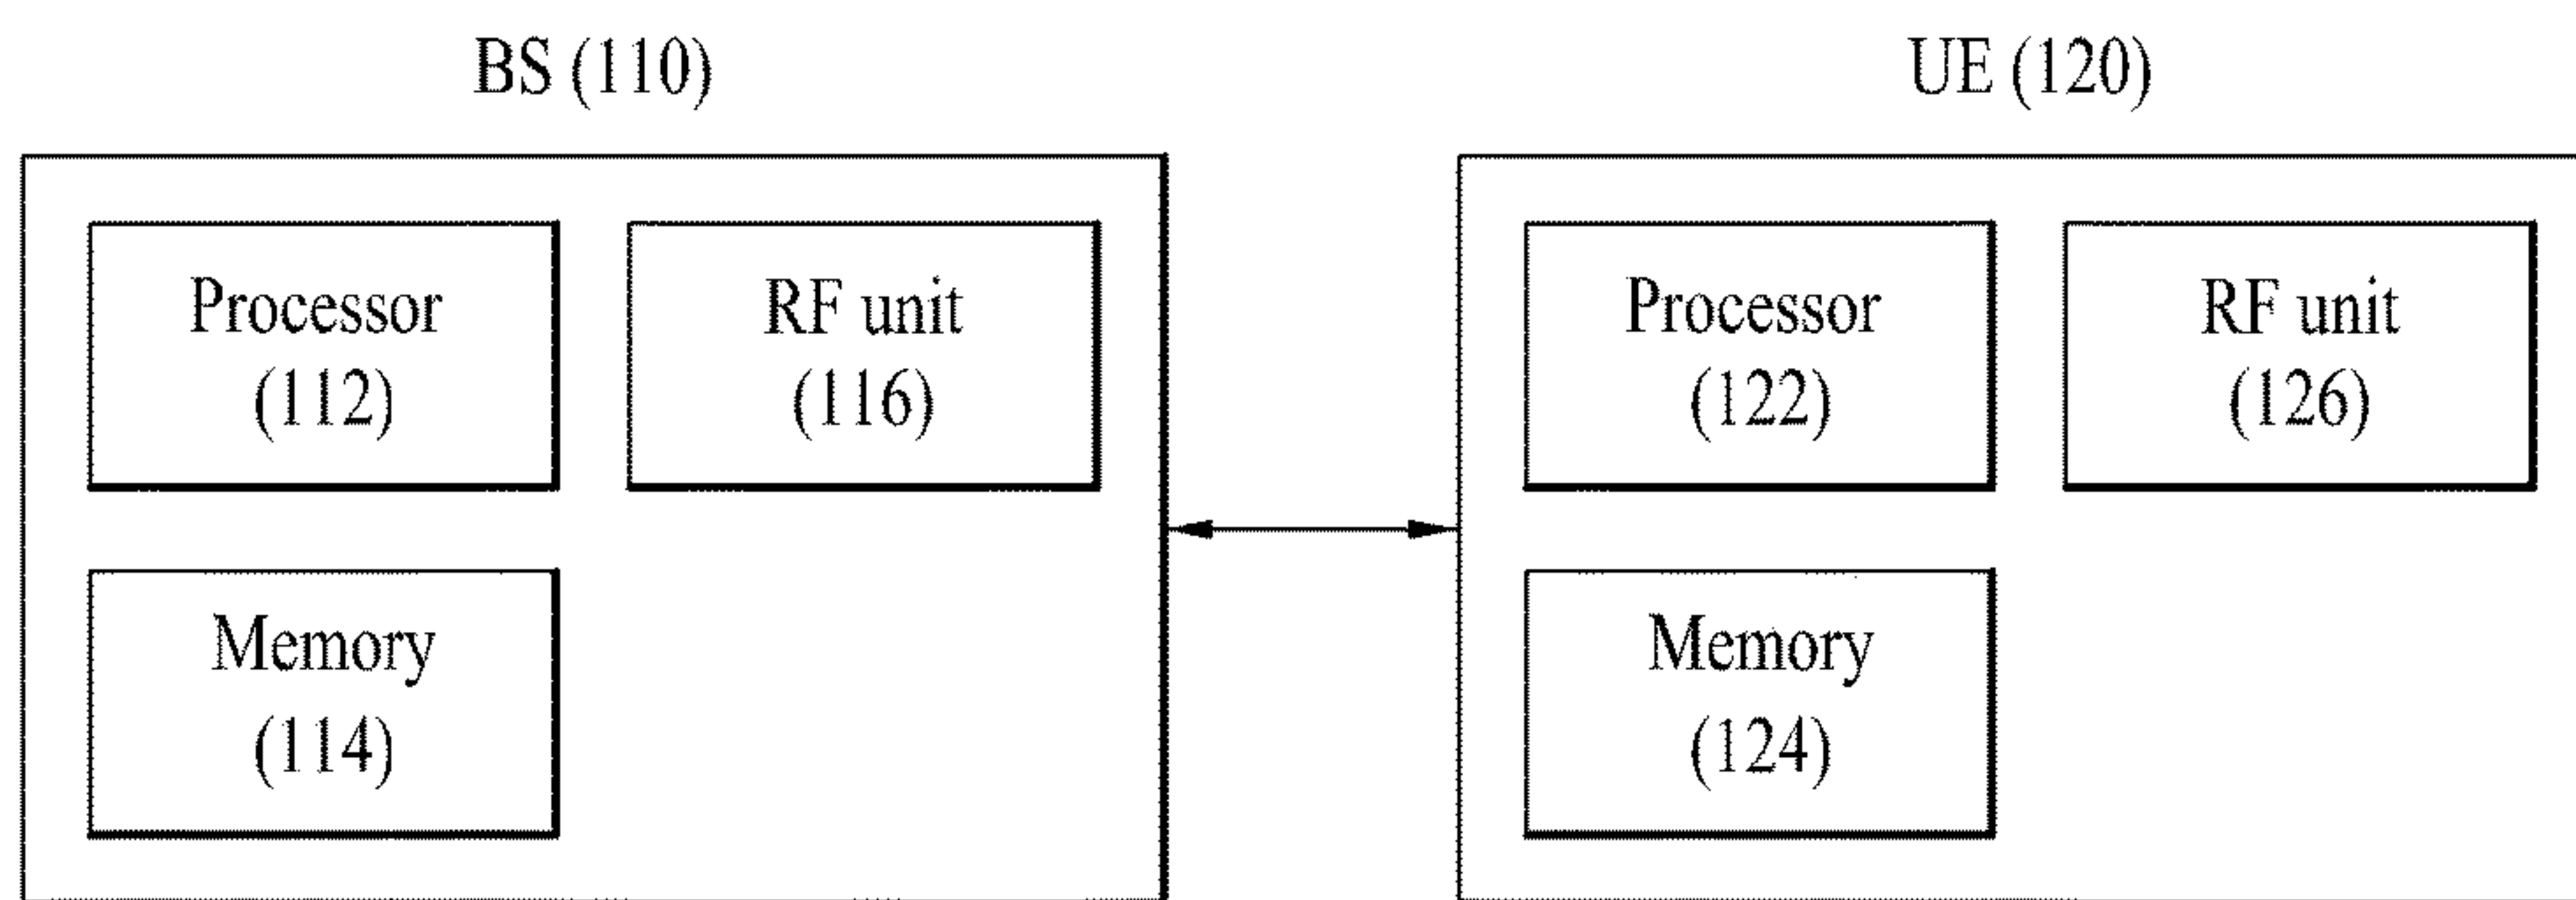 BS (110)
UE (120)
Processor
(112)
RF unit
(116)
Processor
(122)
RF unit
(126)
Memory
(114)
Memory
(124)